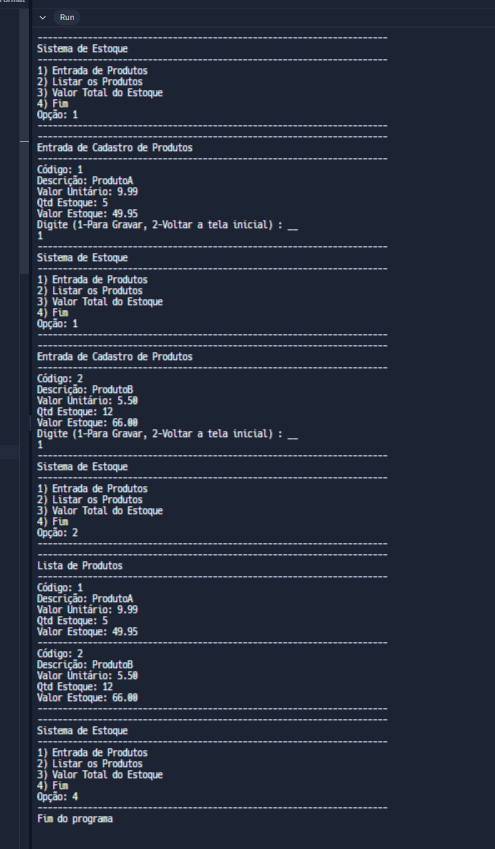 Run
----------------------------------------------------------------------
Sistema de Estoque
----------------------------------------------------------------------
1) Entrada de Produtos
2) Listar os Produtos
3) Valor Total do Estoque
4) Fim
Opção: 1
----------------------------------------------------------------------
----------------------------------------------------------------------
Entrada de Cadastro de Produtos
----------------------------------------------------------------------
Código: 1
Descrição: ProdutoA
Valor Unitário: 9.99
Qtd Estoque: 5
Valor Estoque: 49.95
Digite (1-Para Gravar, 2-Voltar a tela inicial) : __
1
----------------------------------------------------------------------
Sistema de Estoque
----------------------------------------------------------------------
1) Entrada de Produtos
2) Listar os Produtos
3) Valor Total do Estoque
4) Fim
Opção: 1
----------------------------------------------------------------------
----------------------------------------------------------------------
Entrada de Cadastro de Produtos
----------------------------------------------------------------------
Código: 2
Descrição: ProdutoB
Valor Unitário: 5.50
Qtd Estoque: 12
Valor Estoque: 66.00
Digite (1-Para Gravar, 2-Voltar a tela inicial) : __
1
----------------------------------------------------------------------
Sistema de Estoque
----------------------------------------------------------------------
1) Entrada de Produtos
2) Listar os Produtos
3) Valor Total do Estoque
4) Fim
Opção: 2
----------------------------------------------------------------------
----------------------------------------------------------------------
Lista de Produtos
----------------------------------------------------------------------
Código: 1
Descrição: ProdutoA
Valor Unitário: 9.99
Qtd Estoque: 5
Valor Estoque: 49.95
----------------------------------------------------------------------
Código: 2
Descrição: ProdutoB
Valor Unitário: 5.50
Qtd Estoque: 12
Valor Estoque: 66.00
----------------------------------------------------------------------
----------------------------------------------------------------------
Sistema de Estoque
----------------------------------------------------------------------
1) Entrada de Produtos
2) Listar os Produtos
3) Valor Total do Estoque
4) Fim
Opção: 4
----------------------------------------------------------------------
Fim do programa